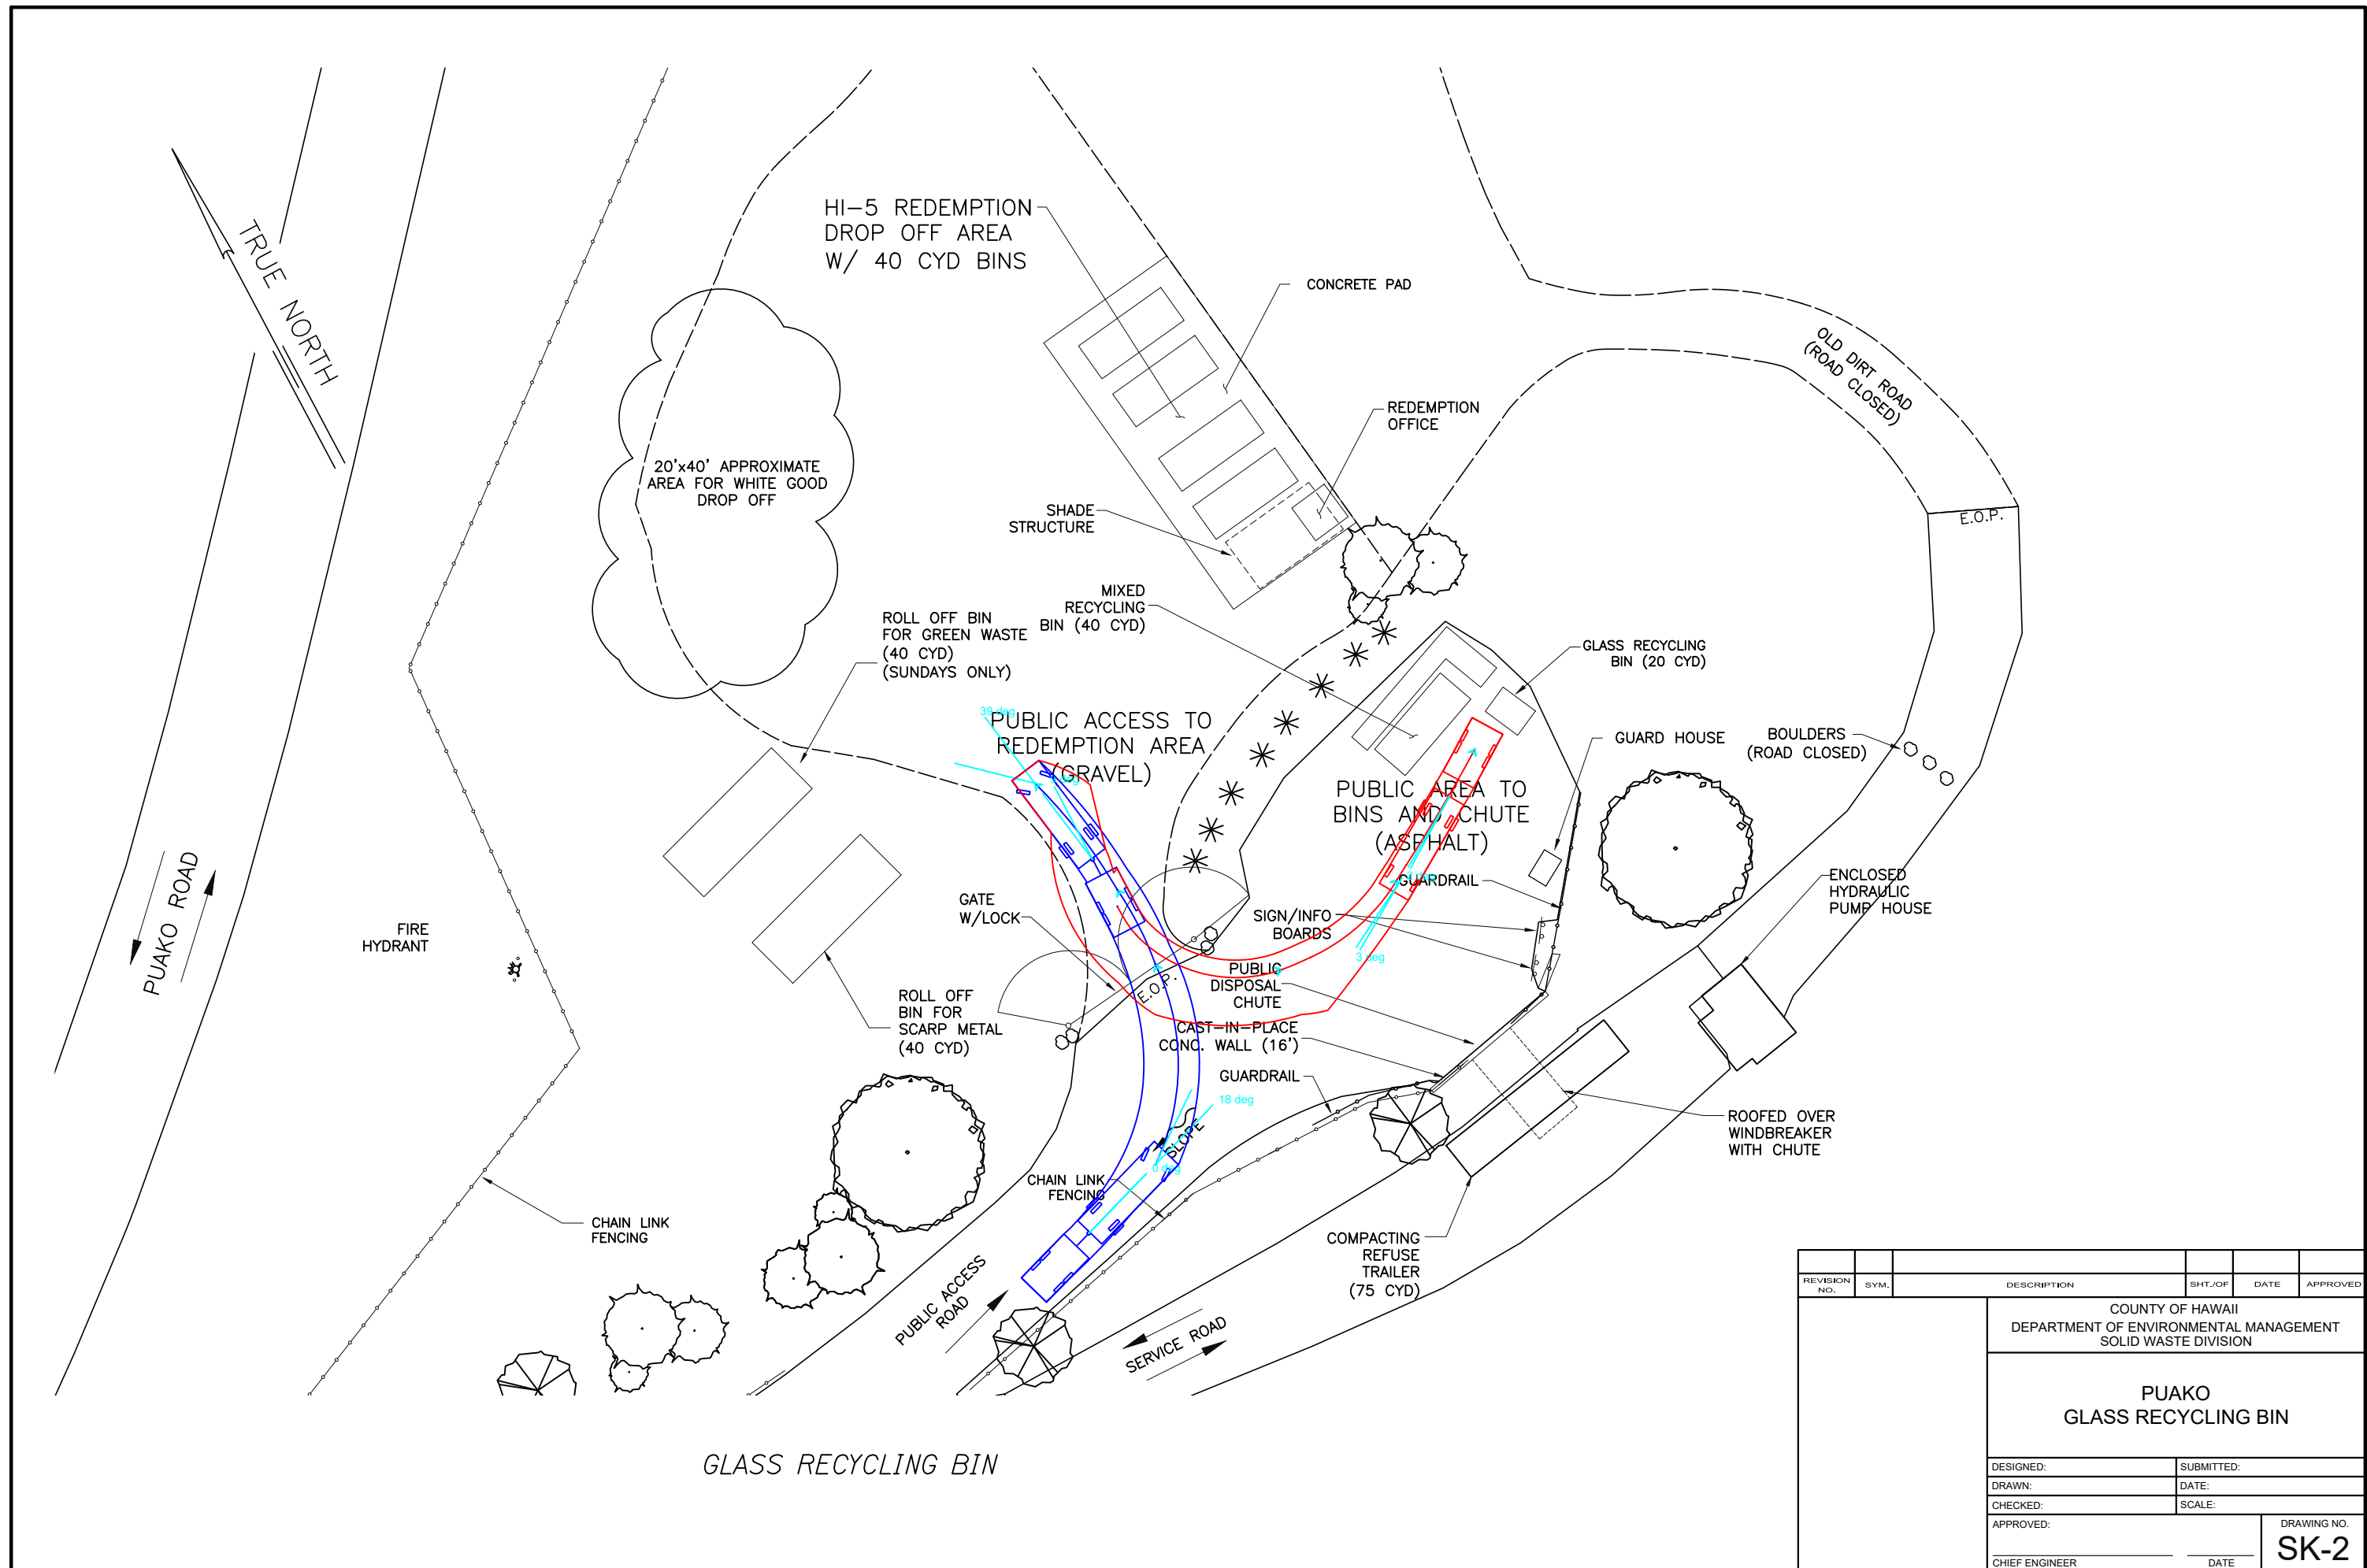 TRUE NORTH
HI-5 REDEMPTION
DROP OFF AREA
W/ 40 CYD BINS
CONCRETE PAD
OLD DIRT ROAD
(ROAD CLOSED)
REDEMPTION
OFFICE
20'x40' APPROXIMATE
AREA FOR WHITE GOOD
DROP OFF
SHADE
STRUCTURE
E.O.P.
MIXED
RECYCLING
BIN (40 CYD)
ROLL OFF BIN
FOR GREEN WASTE
(40 CYD)
(SUNDAYS ONLY)
GLASS RECYCLING
BIN (20 CYD)
39 deg
PUBLIC ACCESS TO
REDEMPTION AREA
(GRAVEL)
GUARD HOUSE
BOULDERS
(ROAD CLOSED)
PUBLIC AREA TO
BINS AND CHUTE
(ASPHALT)
PUAKO ROAD
FIRE
HYDRANT
GATE
W/LOCK
GUARDRAIL
SIGN/INFO
BOARDS
3 deg
ENCLOSED
HYDRAULIC
PUMP HOUSE
PUBLIC
DISPOSAL
CHUTE
E.O.P.
ROLL OFF
BIN FOR
SCARP METAL
(40 CYD)
CAST-IN-PLACE
CONC. WALL (16')
GUARDRAIL
18 deg
SLOPE
0 deg
ROOFED OVER
WINDBREAKER
WITH CHUTE
CHAIN LINK
FENCING
CHAIN LINK
FENCING
COMPACTING
REFUSE
TRAILER
(75 CYD)
PUBLIC ACCESS
ROAD
SERVICE ROAD
GLASS RECYCLING BIN
REVISION NO. SYM. DESCRIPTION SHT./OF DATE APPROVED
COUNTY OF HAWAII
DEPARTMENT OF ENVIRONMENTAL MANAGEMENT
SOLID WASTE DIVISION
PUAKO
GLASS RECYCLING BIN
DESIGNED: SUBMITTED:
DRAWN: DATE:
CHECKED: SCALE:
APPROVED: DRAWING NO.
SK-2
CHIEF ENGINEER DATE